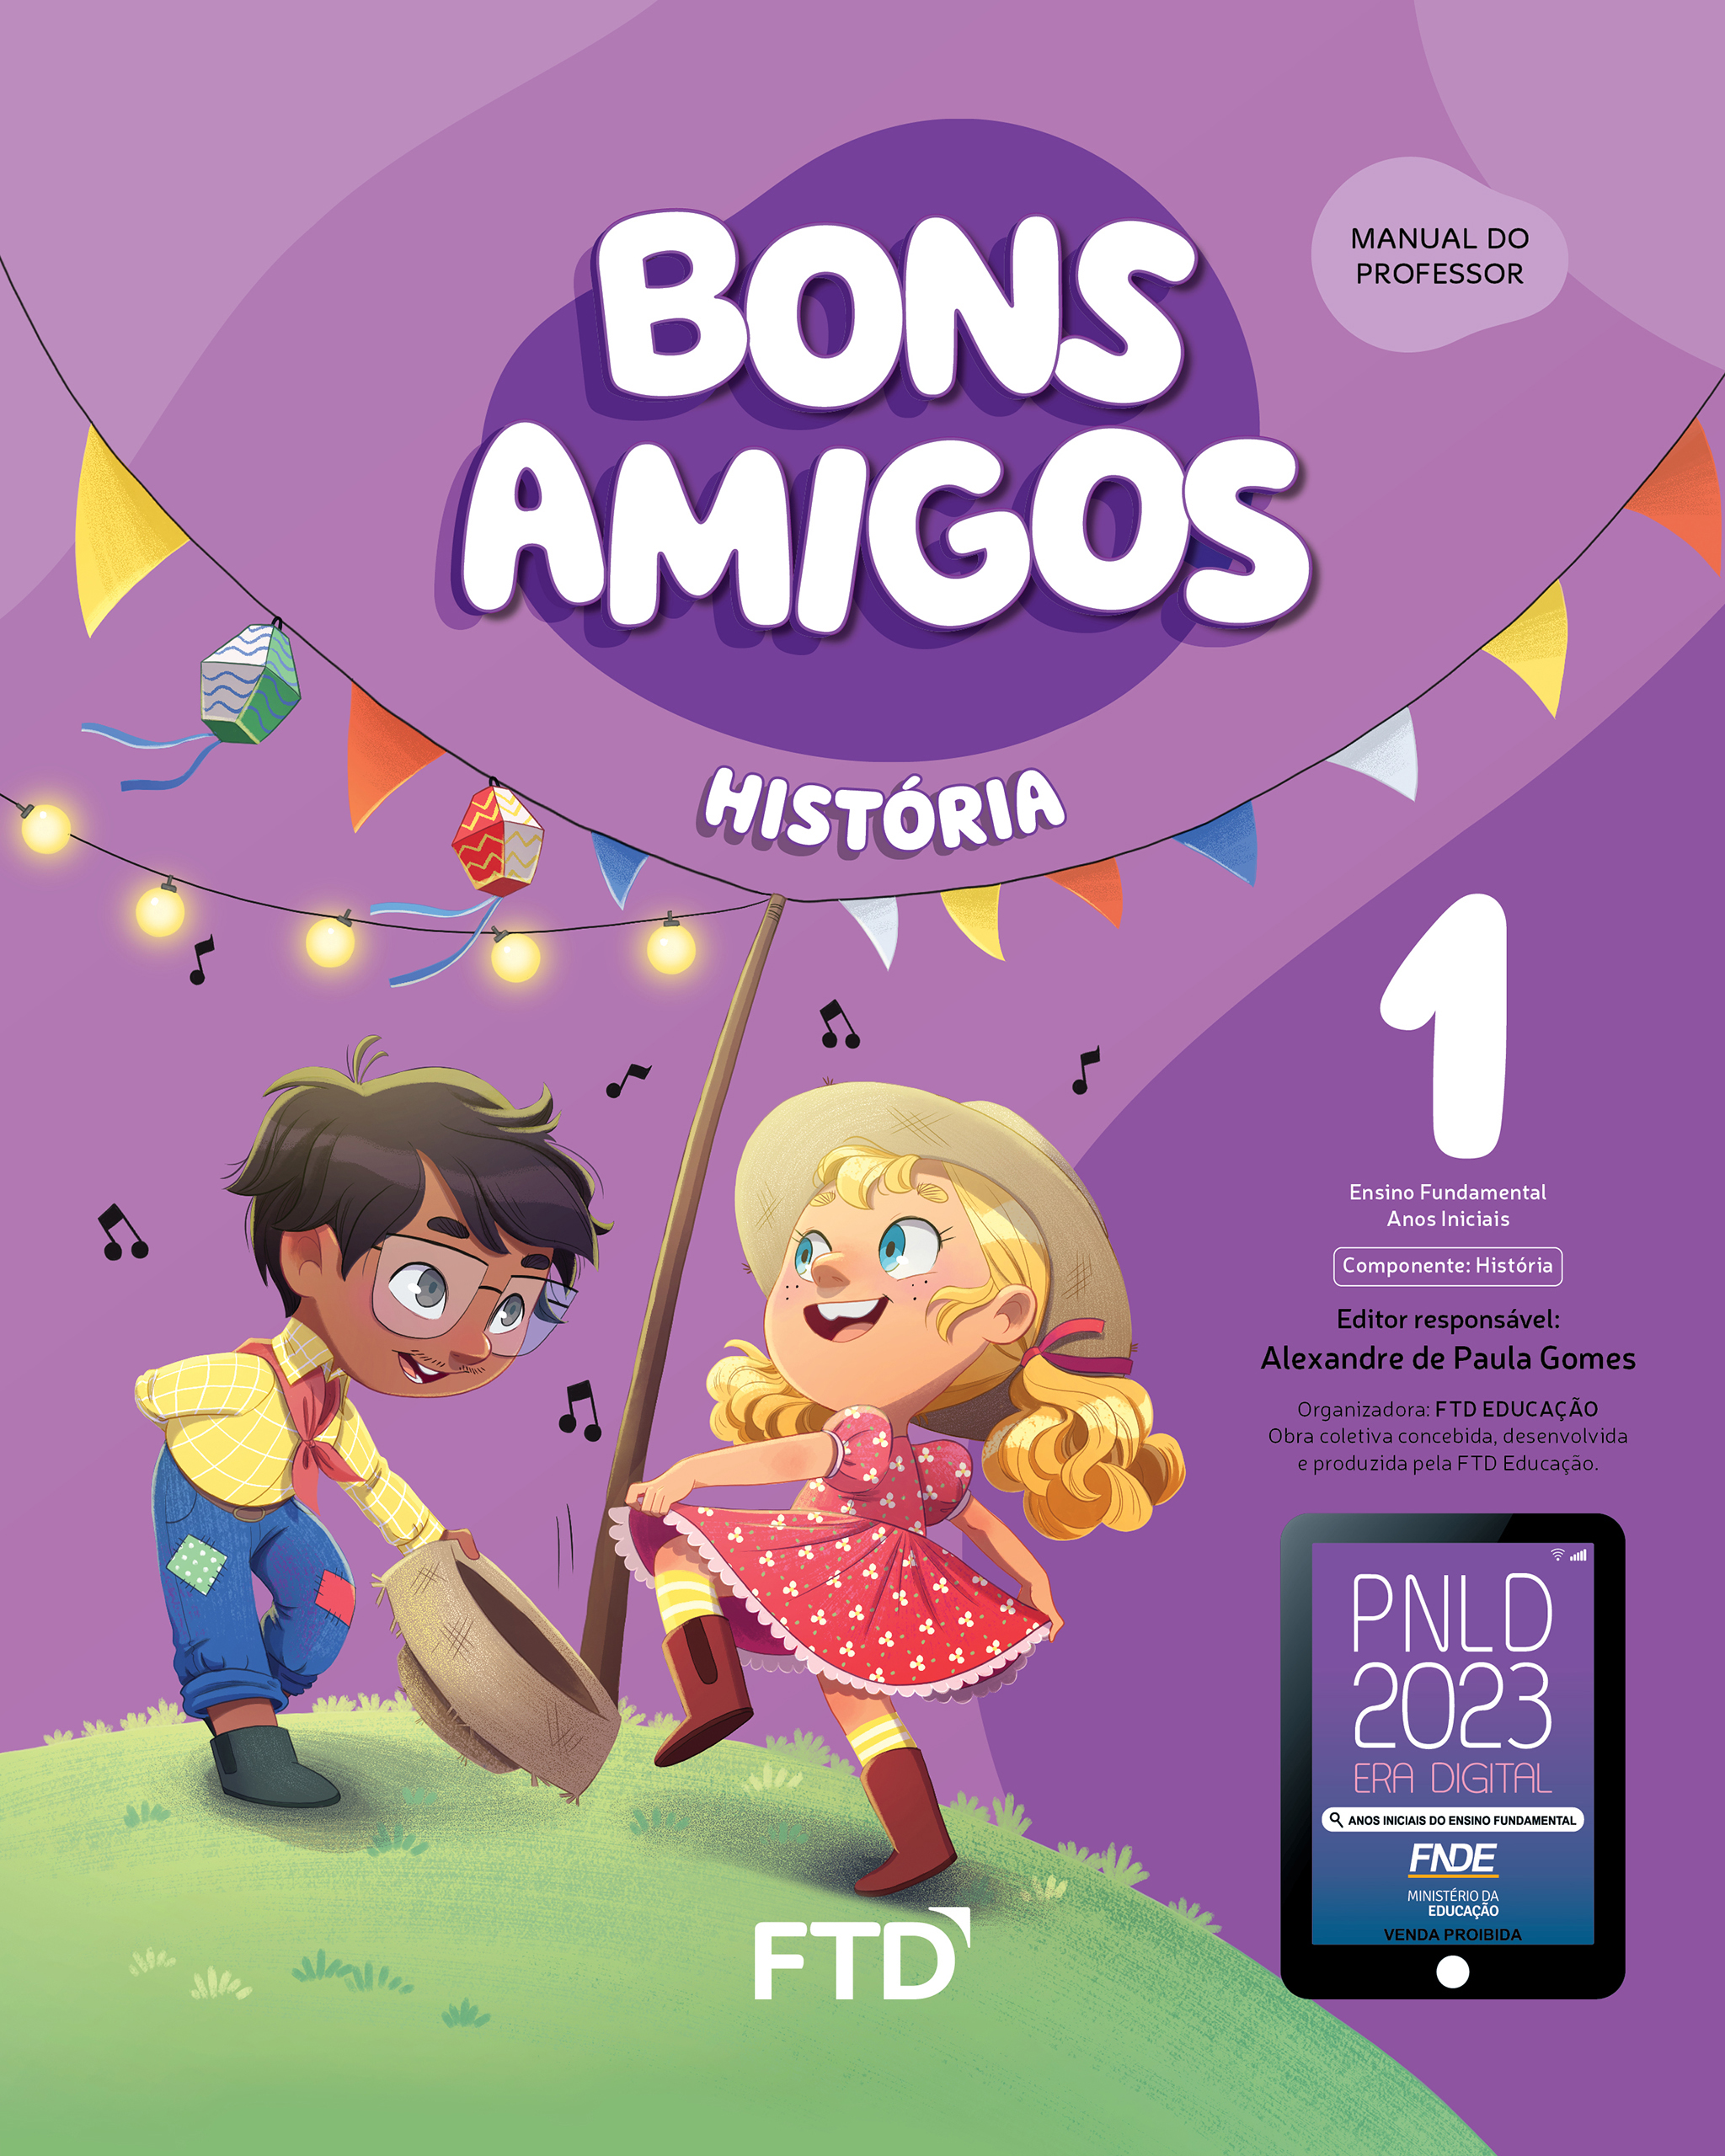 BONS
AMIGOS
MANUAL DO
PROFESSOR
HISTÓRIA
1
Ensino Fundamental
Anos Iniciais
Componente: História
Editor responsável:
Alexandre de Paula Gomes
Organizadora: FTD EDUCAÇÃO
Obra coletiva concebida, desenvolvida
e produzida pela FTD Educação.
PNLD
2023
ERA DIGITAL
ANOS INICIAIS DO ENSINO FUNDAMENTAL
FNDE
MINISTÉRIO DA
EDUCAÇÃO
VENDA PROIBIDA
FTD